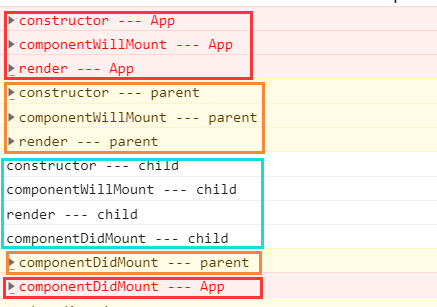 constructor --- App
componentWillMount --- App
render --- App
constructor --- parent
componentWillMount --- parent
render --- parent
constructor --- child
componentWillMount --- child
render --- child
componentDidMount --- child
componentDidMount --- parent
componentDidMount --- App